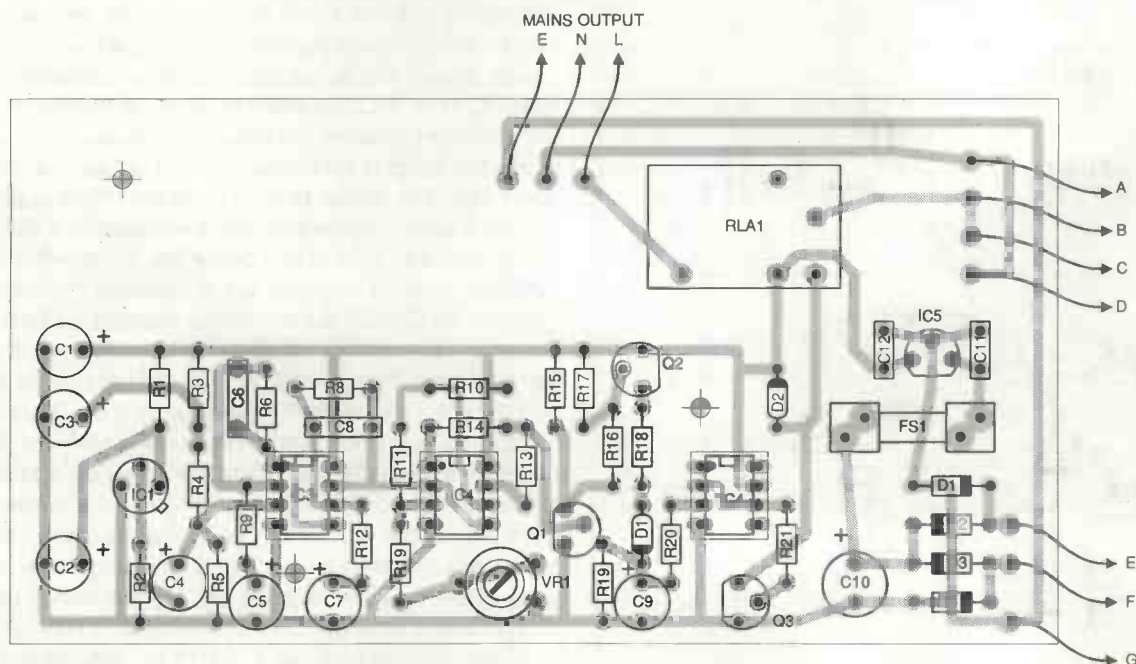 MAINS OUTPUT
E N L
A
B
RLA1
C
D
IC5
C12
C11
C1
R1
R3
C6
R6
R8
R10
R15
R17
Q2
D2
C3
C8
R14
R16
R18
FS1
R4
R11
R13
IC1
D1
R9
R12
Q1
D1
R20
R21
C2
R2
C4
R5
R19
VR1
R19
C10
E
C5
C7
C9
Q3
F
G